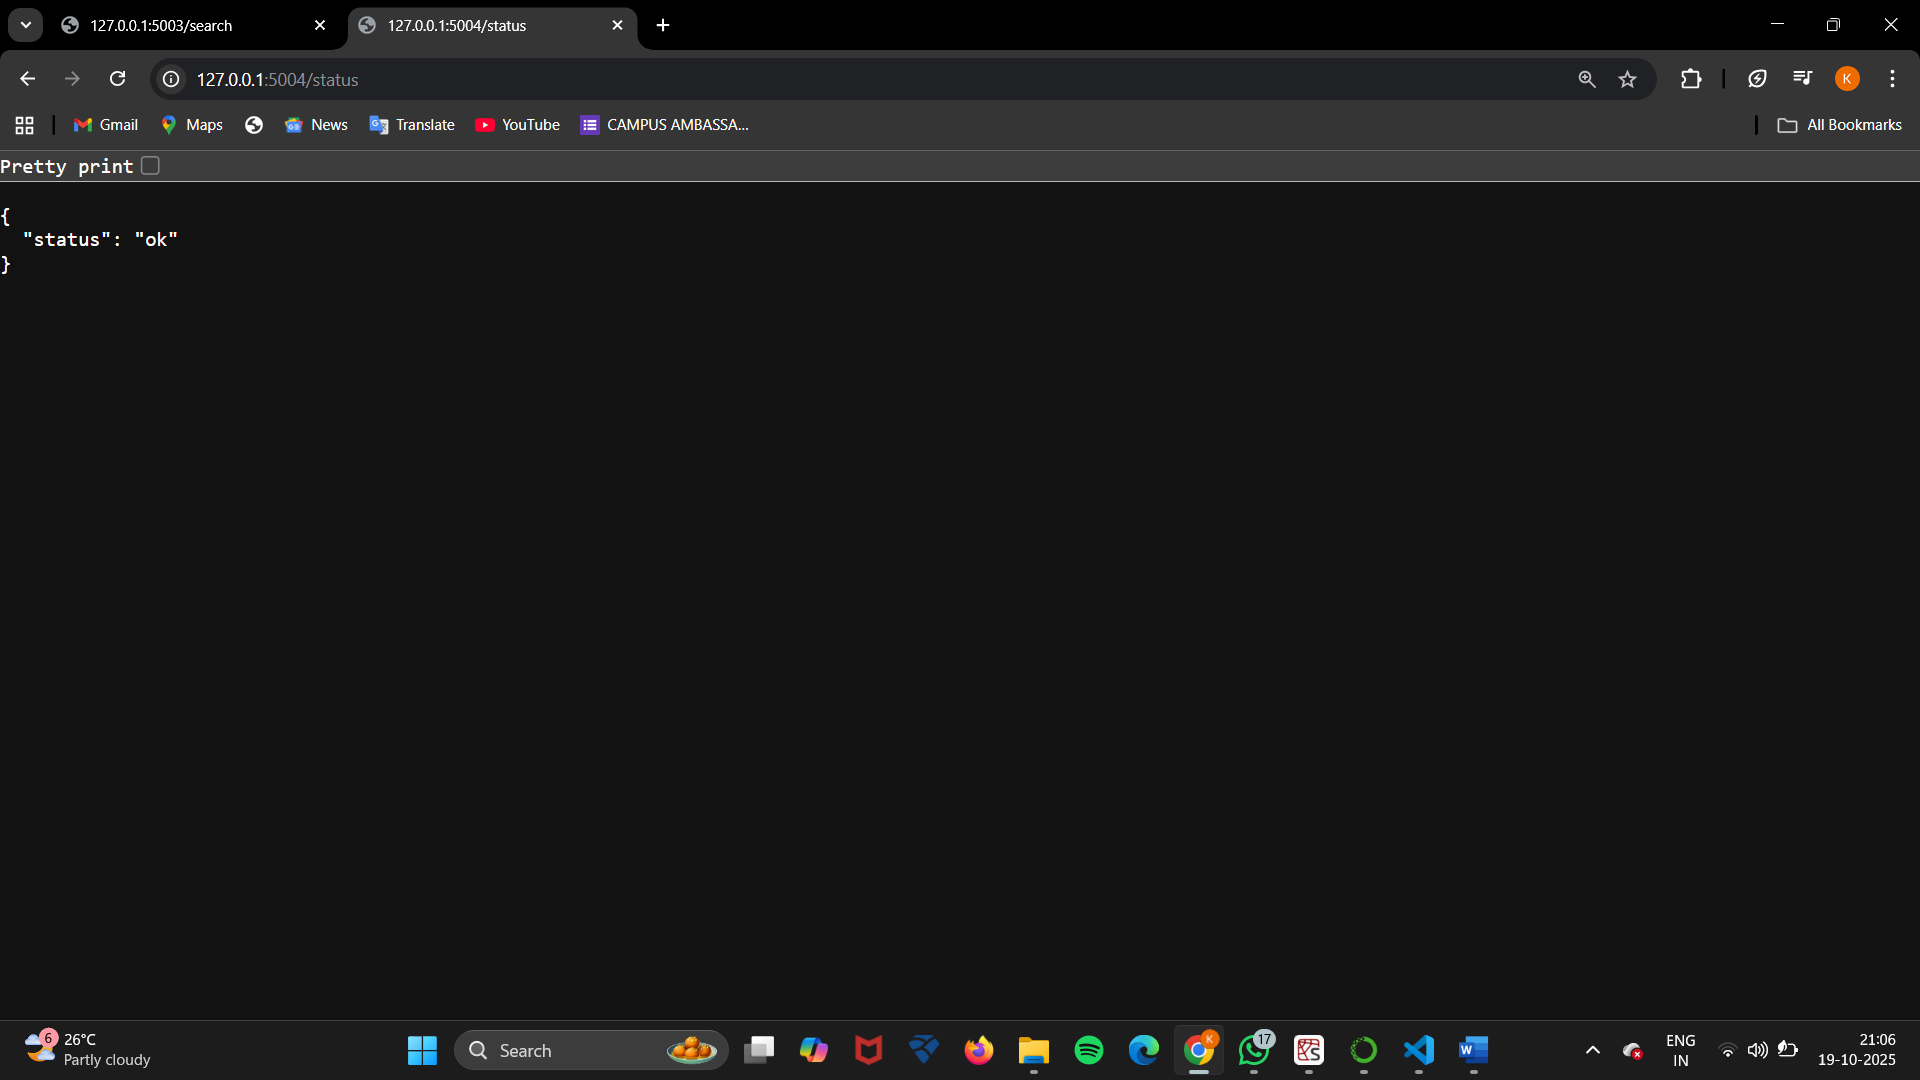 127.0.0.1:5003/search
127.0.0.1:5004/status
127.0.0.1:5004/status
K
Gmail
Maps
News
Translate
YouTube
CAMPUS AMBASSA...
All Bookmarks
Pretty print
{
"status": "ok"
}
6
26°C
Partly cloudy
Search
K
17
W
ENG
IN
21:06
19-10-2025